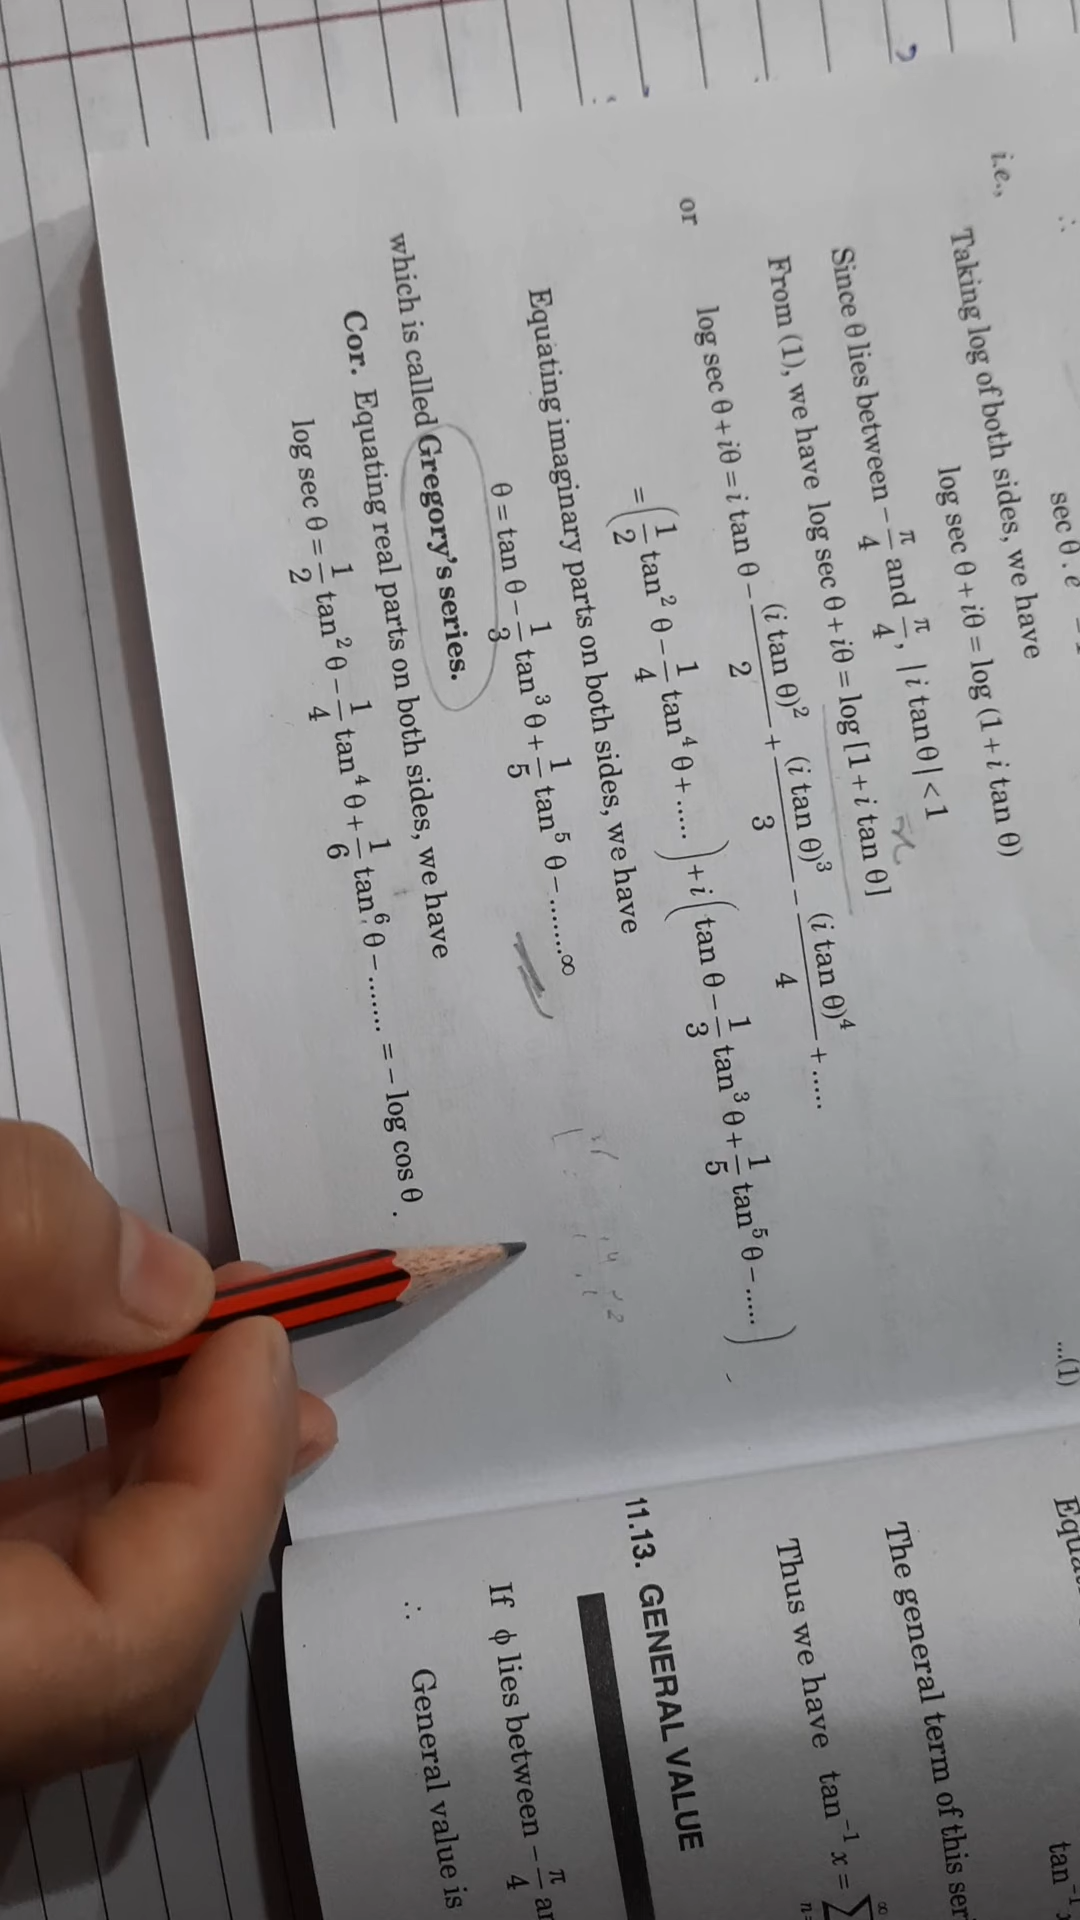 ∴ sec θ . e
...(1)
i.e.,
Taking log of both sides, we have
log sec θ + iθ = log (1 + i tan θ)
Since θ lies between − π/4 and π/4, | i tan θ | < 1
From (1), we have log sec θ + iθ = log [1 + i tan θ]
or log sec θ + iθ = i tan θ − (i tan θ)²/2 + (i tan θ)³/3 − (i tan θ)⁴/4 + ......
= (1/2 tan² θ − 1/4 tan⁴ θ + .....) + i (tan θ − 1/3 tan³ θ + 1/5 tan⁵ θ − .....)
Equating imaginary parts on both sides, we have
θ = tan θ − 1/3 tan³ θ + 1/5 tan⁵ θ − ........∞
which is called Gregory's series.
Cor. Equating real parts on both sides, we have
log sec θ = 1/2 tan² θ − 1/4 tan⁴ θ + 1/6 tan⁶ θ − ....... = − log cos θ .
tan⁻¹
The general term of this
Thus we have tan⁻¹ x = ∑ ∞
11.13. GENERAL VALUE
If ϕ lies between − π/4
∴ General value is